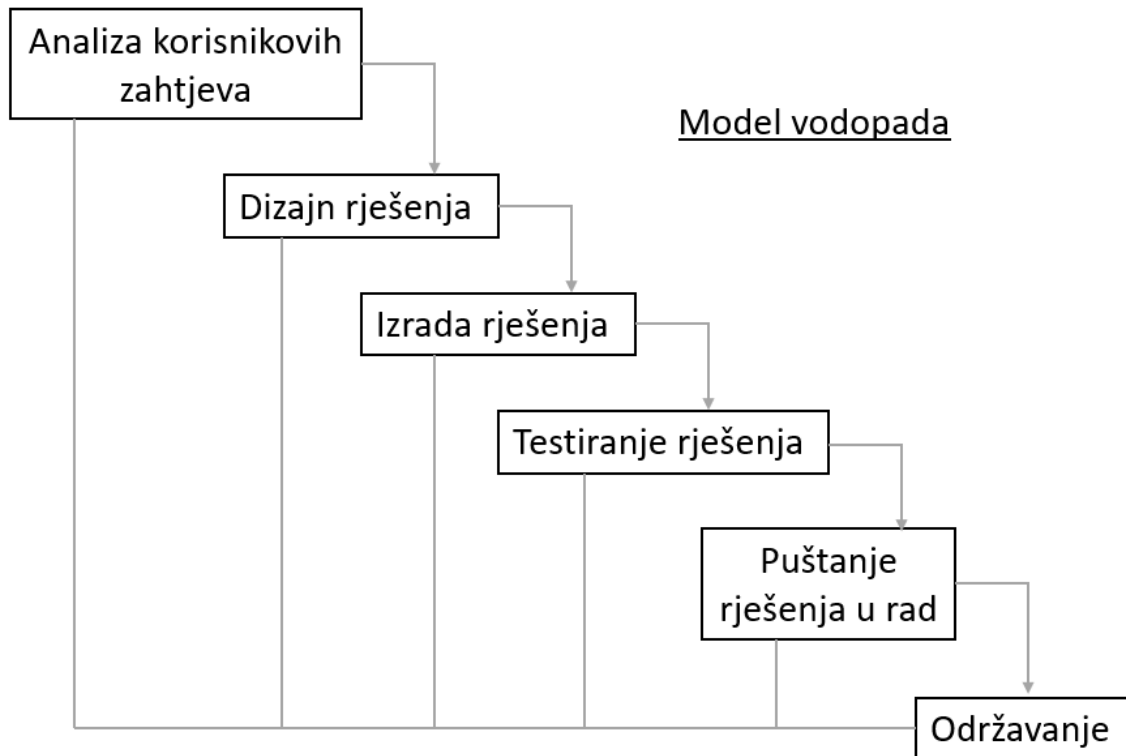 Analiza korisnikovih
zahtjeva
Model vodopada
Dizajn rješenja
Izrada rješenja
Testiranje rješenja
Puštanje
rješenja u rad
Održavanje